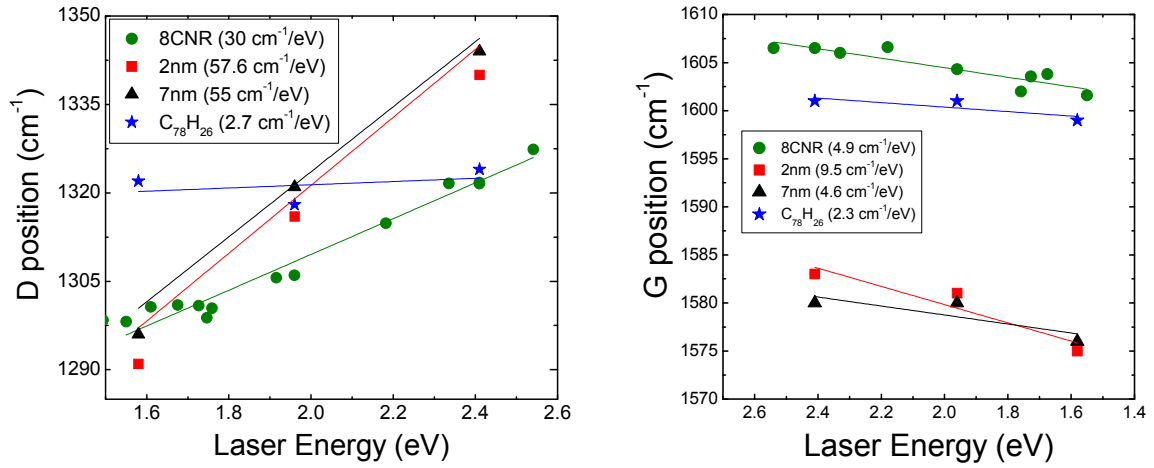 1350
1335
1320
1305
1290
D position (cm⁻¹)
8CNR (30 cm⁻¹/eV)
2nm (57.6 cm⁻¹/eV)
7nm (55 cm⁻¹/eV)
C₇₈H₂₆ (2.7 cm⁻¹/eV)
1.6 1.8 2.0 2.2 2.4 2.6
Laser Energy (eV)
1610
1605
1600
1595
1590
1585
1580
1575
1570
G position (cm⁻¹)
8CNR (4.9 cm⁻¹/eV)
2nm (9.5 cm⁻¹/eV)
7nm (4.6 cm⁻¹/eV)
C₇₈H₂₆ (2.3 cm⁻¹/eV)
2.6 2.4 2.2 2.0 1.8 1.6 1.4
Laser Energy (eV)